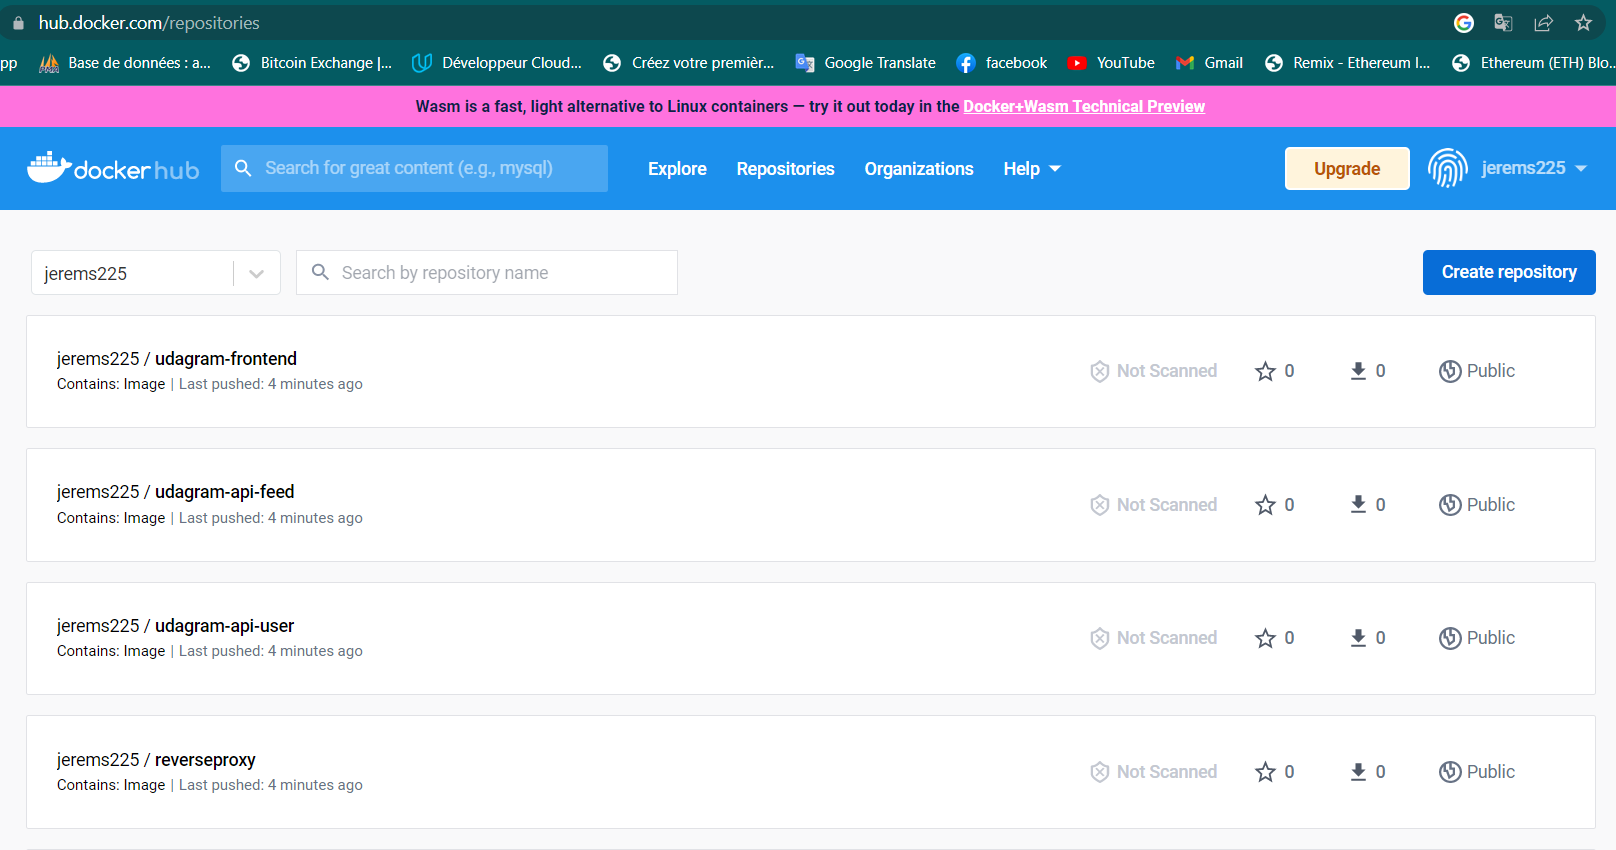 hub.docker.com/repositories
pp Base de données : a... Bitcoin Exchange |... Développeur Cloud... Créez votre premièr... Google Translate facebook YouTube Gmail Remix - Ethereum I... Ethereum (ETH) Blo...
Wasm is a fast, light alternative to Linux containers — try it out today in the Docker+Wasm Technical Preview
docker hub Search for great content (e.g., mysql) Explore Repositories Organizations Help Upgrade jerems225
jerems225 Search by repository name Create repository
jerems225 / udagram-frontend
Contains: Image | Last pushed: 4 minutes ago
Not Scanned 0 0 Public
jerems225 / udagram-api-feed
Contains: Image | Last pushed: 4 minutes ago
Not Scanned 0 0 Public
jerems225 / udagram-api-user
Contains: Image | Last pushed: 4 minutes ago
Not Scanned 0 0 Public
jerems225 / reverseproxy
Contains: Image | Last pushed: 4 minutes ago
Not Scanned 0 0 Public